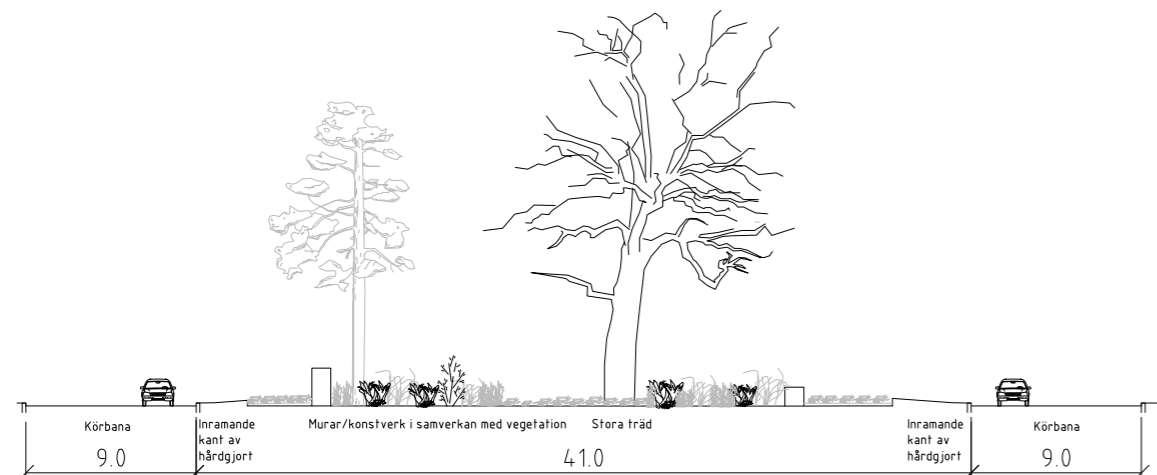 Körbana
Inramande
kant av
hårdgjort
Murar/konstverk i samverkan med vegetation
Stora träd
Inramande
kant av
hårdgjort
Körbana
9.0
41.0
9.0